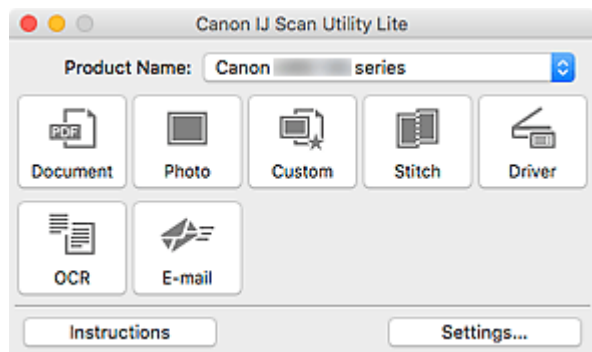 Canon IJ Scan Utility Lite
Product Name: Canon series
PDF
Document Photo Custom Stitch Driver
OCR E-mail
Instructions Settings...